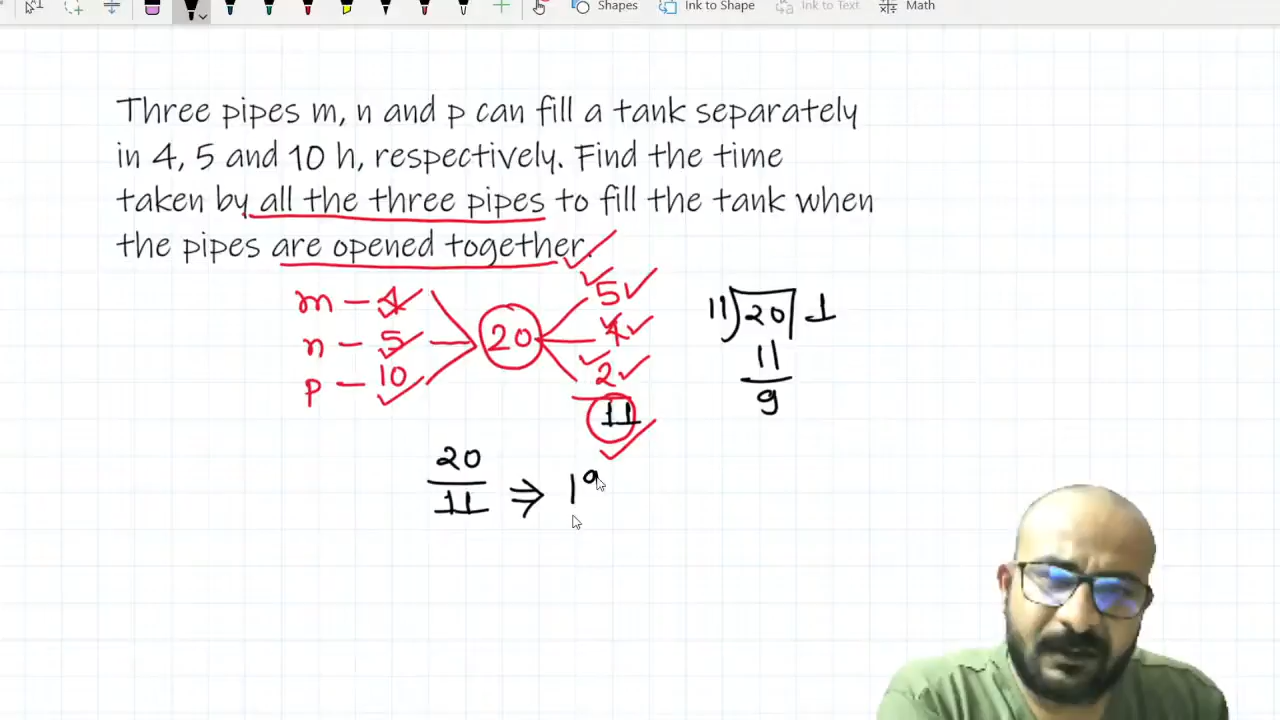 Shapes Ink to Shape Ink to Text Math
Three pipes m, n and p can fill a tank separately
in 4, 5 and 10 h, respectively. Find the time
taken by all the three pipes to fill the tank when
the pipes are opened together.
m – 4
n – 5
p – 10
20
5
4
2
11
11)20|1
11
9
20
11
⇒ 1 9